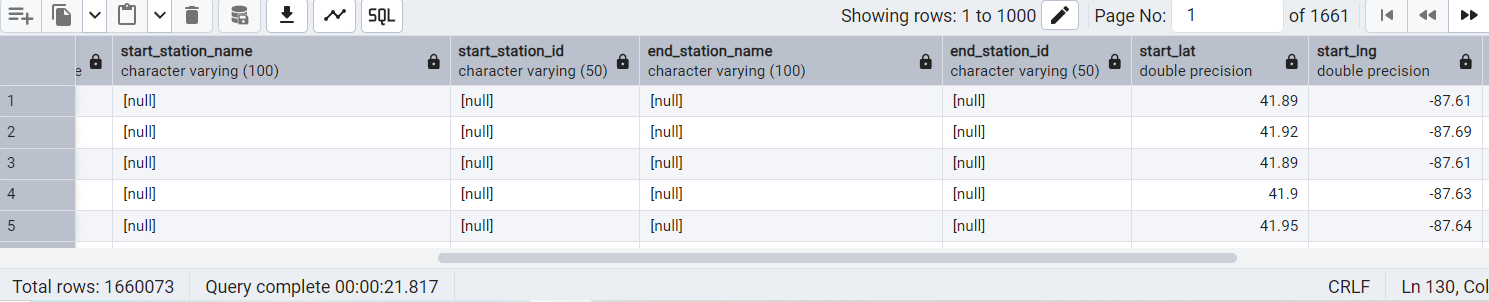 SQL Showing rows: 1 to 1000 Page No: 1 of 1661
start_station_name start_station_id end_station_name end_station_id start_lat start_lng
e character varying (100) character varying (50) character varying (100) character varying (50) double precision double precision
1 [null] [null] [null] [null] 41.89 -87.61
2 [null] [null] [null] [null] 41.92 -87.69
3 [null] [null] [null] [null] 41.89 -87.61
4 [null] [null] [null] [null] 41.9 -87.63
5 [null] [null] [null] [null] 41.95 -87.64
Total rows: 1660073 Query complete 00:00:21.817 CRLF Ln 130, Col